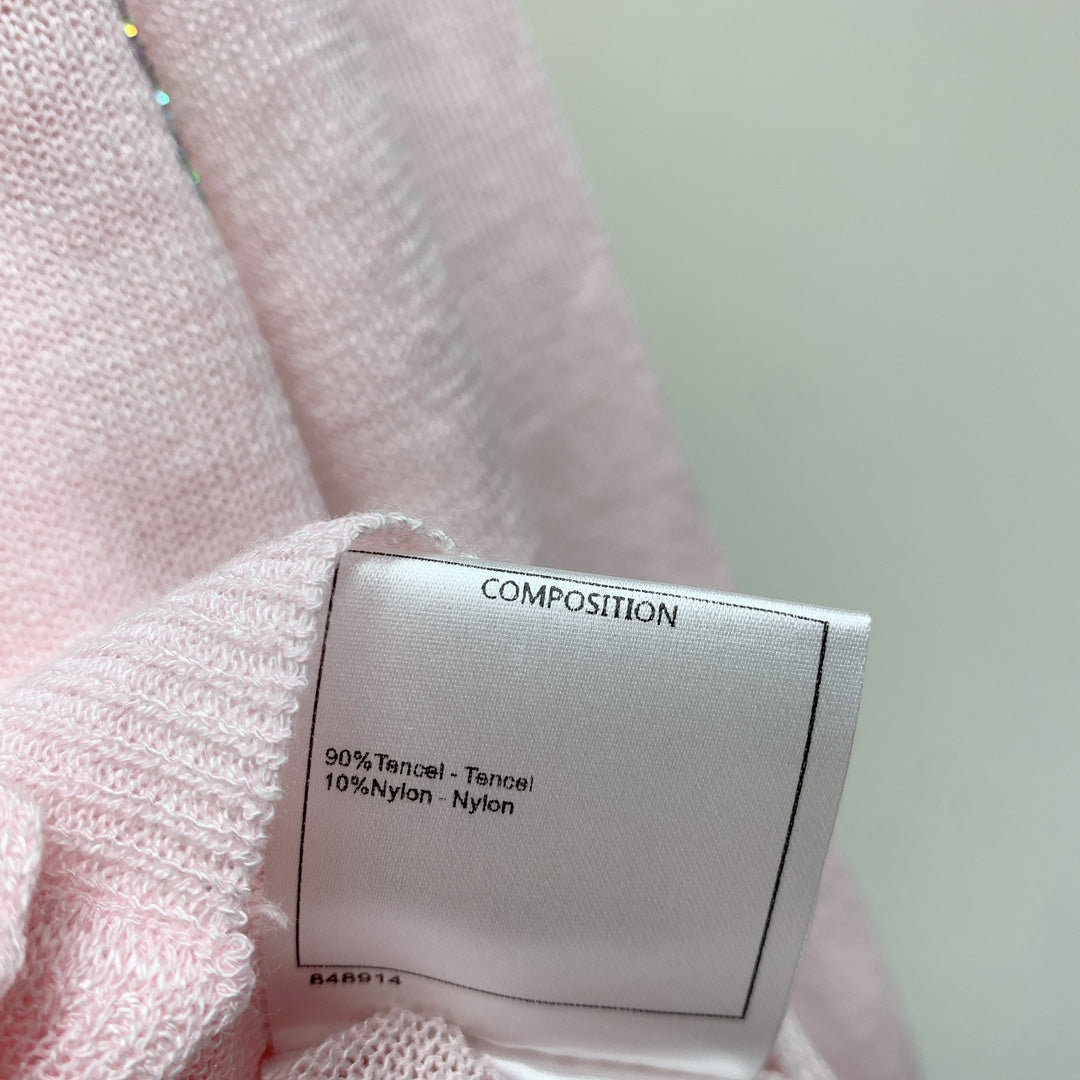 COMPOSITION
90%Tencel - Tencel
10%Nylon - Nylon
848914